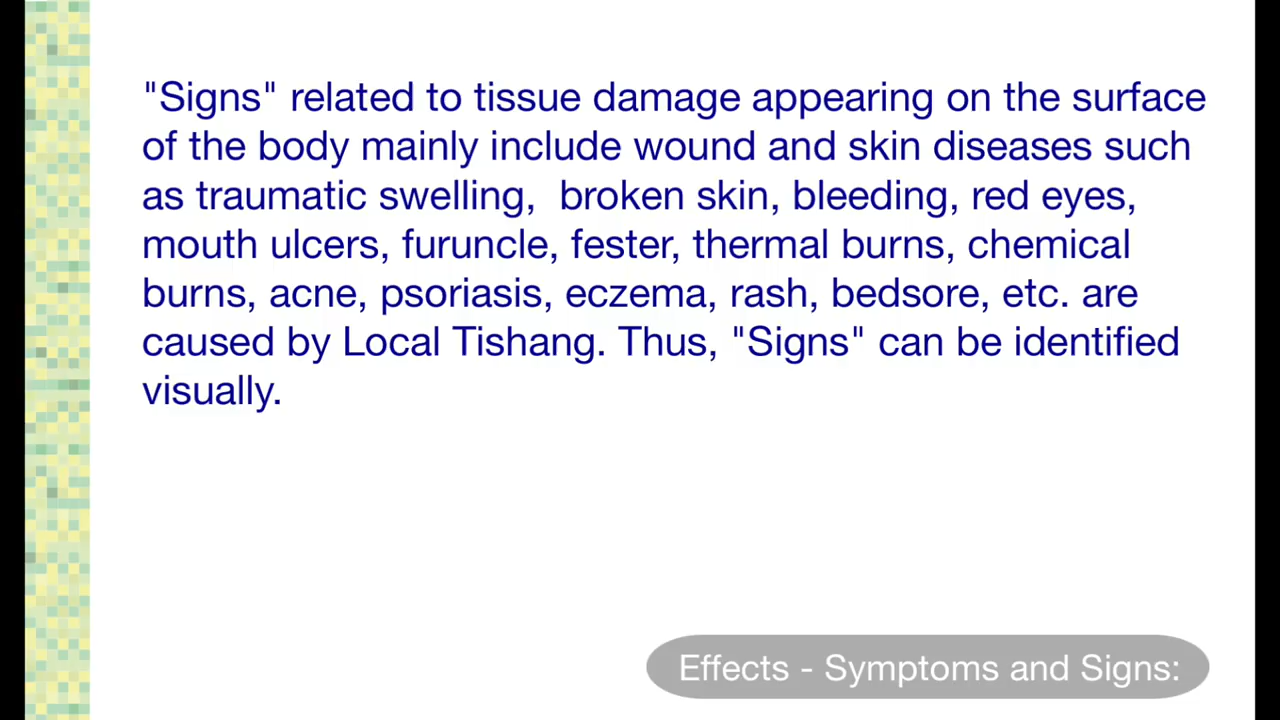 "Signs" related to tissue damage appearing on the surface
of the body mainly include wound and skin diseases such
as traumatic swelling,  broken skin, bleeding, red eyes,
mouth ulcers, furuncle, fester, thermal burns, chemical
burns, acne, psoriasis, eczema, rash, bedsore, etc. are
caused by Local Tishang. Thus, "Signs" can be identified
visually.
Effects - Symptoms and Signs: